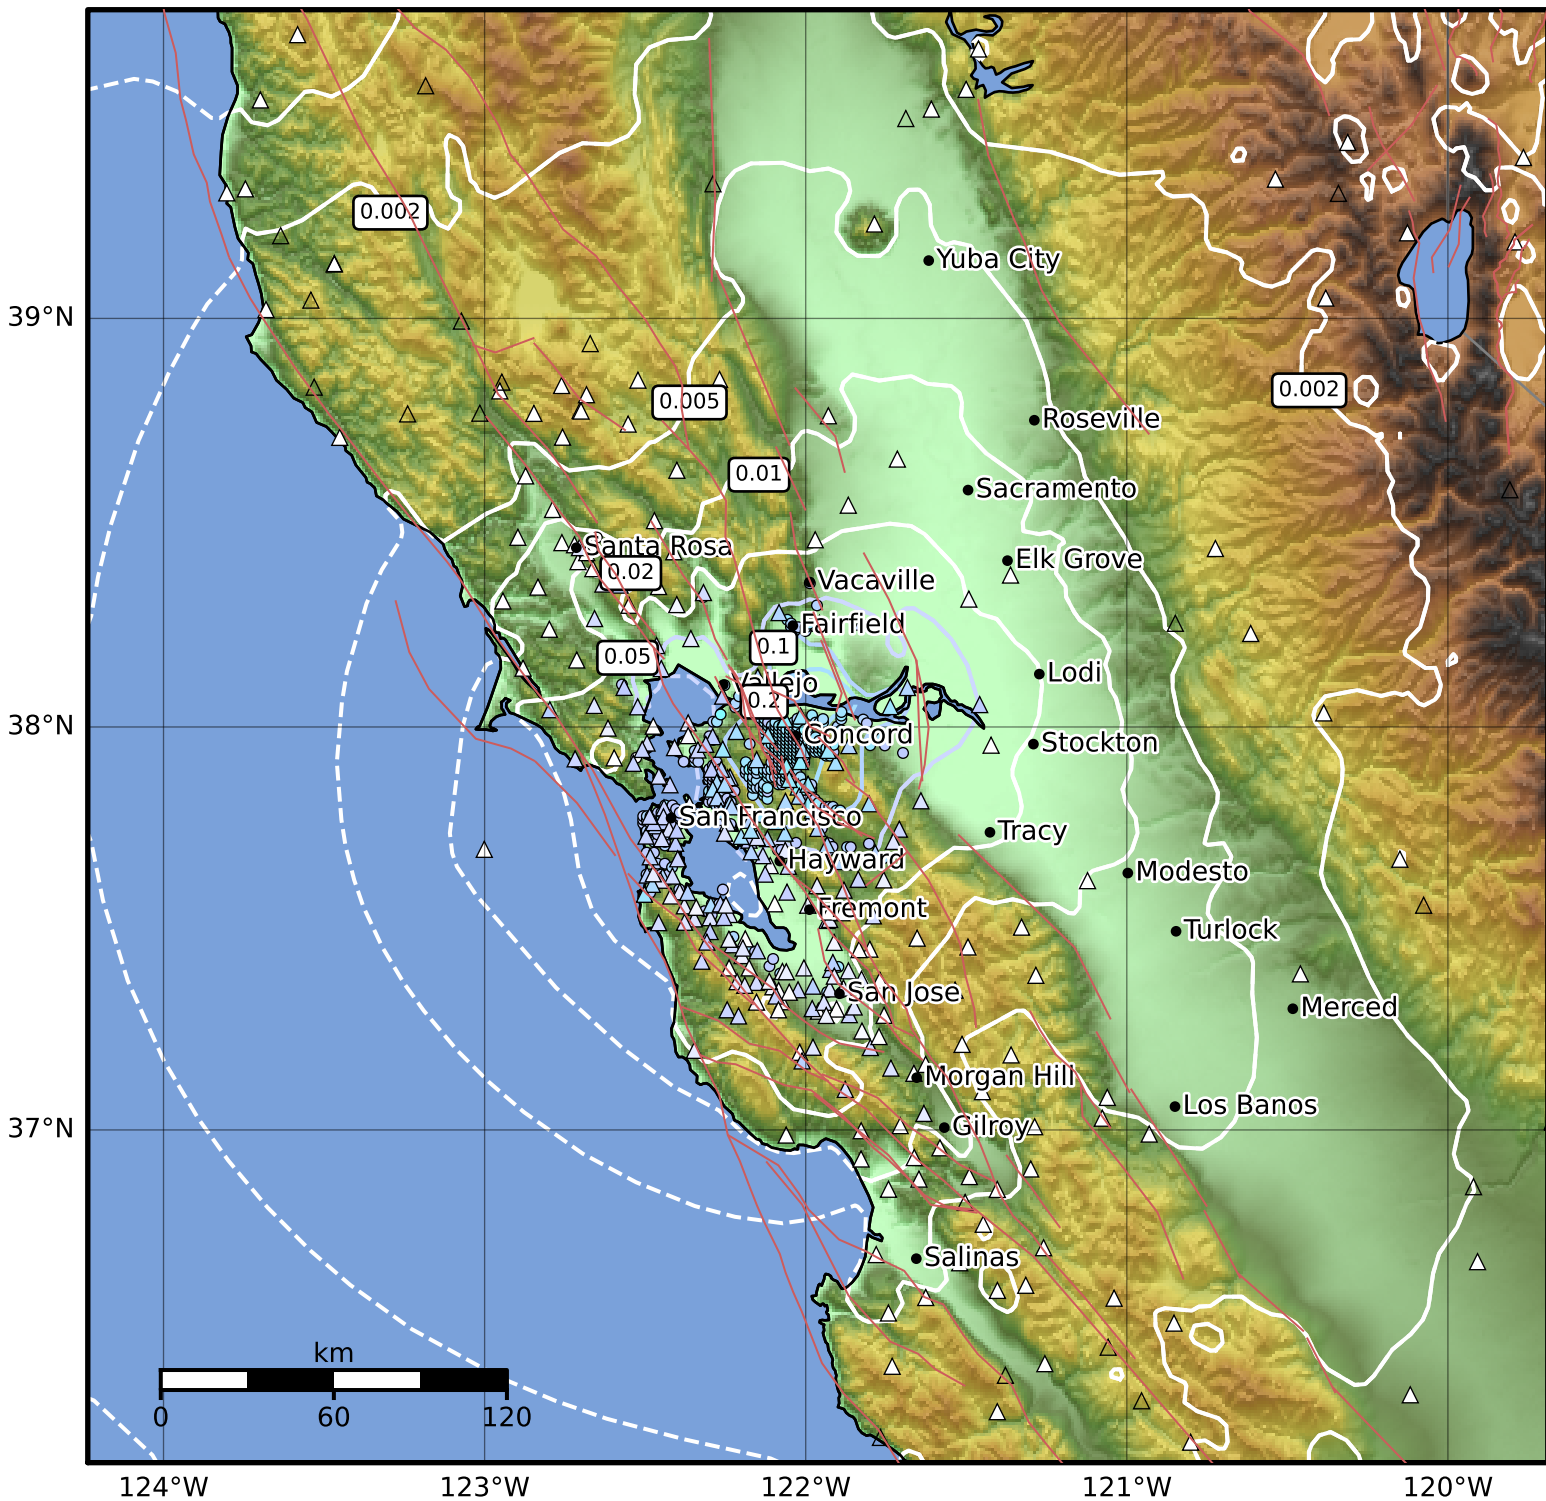 0.002
Yuba City
39°N
0.002
0.005
Roseville
0.01
Sacramento
Santa Rosa
Elk Grove
0.02
Vacaville
Fairfield
0.1
0.05
Lodi
Vallejo
0.2
38°N
Concord
Stockton
San Francisco
Tracy
Hayward
Modesto
Fremont
Turlock
San Jose
Merced
Morgan Hill
Los Banos
37°N
Gilroy
Salinas
km
0 60 120
124°W 123°W 122°W 121°W 120°W